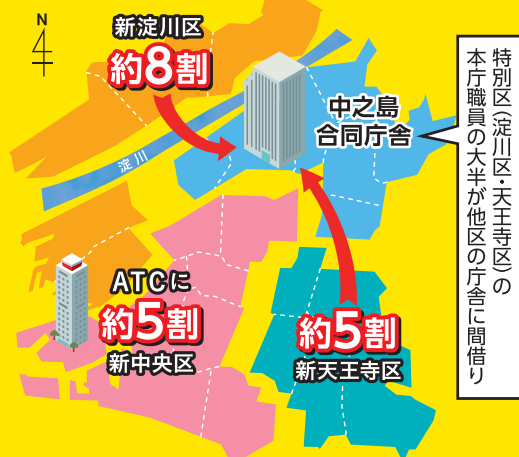 N
新淀川区
約8割
中之島
合同庁舎
特別区(淀川区・天王寺区)の
本庁職員の大半が他区の庁舎に間借り
淀川
ATCに
約5割
新中央区
約5割
新天王寺区